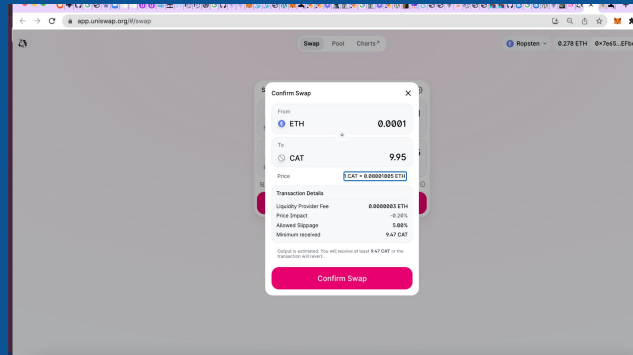 app.uniswap.org/#/swap
Swap Pool Charts
Ropsten 0.278 ETH
Confirm Swap
From
ETH 0.0001
To
CAT 9.95
Price 1 CAT = 0.00001005 ETH
Transaction Details
Liquidity Provider Fee 0.0000003 ETH
Price Impact -0.20%
Allowed Slippage 5.00%
Minimum received 9.47 CAT
Output is estimated. You will receive at least 9.47 CAT or the
transaction will revert.
Confirm Swap